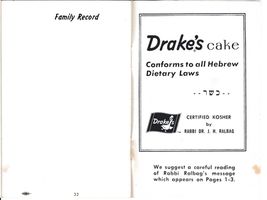 Family Record
32
Drake's cake
Conforms to all Hebrew
Dietary Laws
--כשר--
Drake's
CERTIFIED KOSHER
by
RABBI DR. J. H. RALBAG
We suggest a careful reading
of Rabbi Ralbag's message
which appears on Pages 1-3.